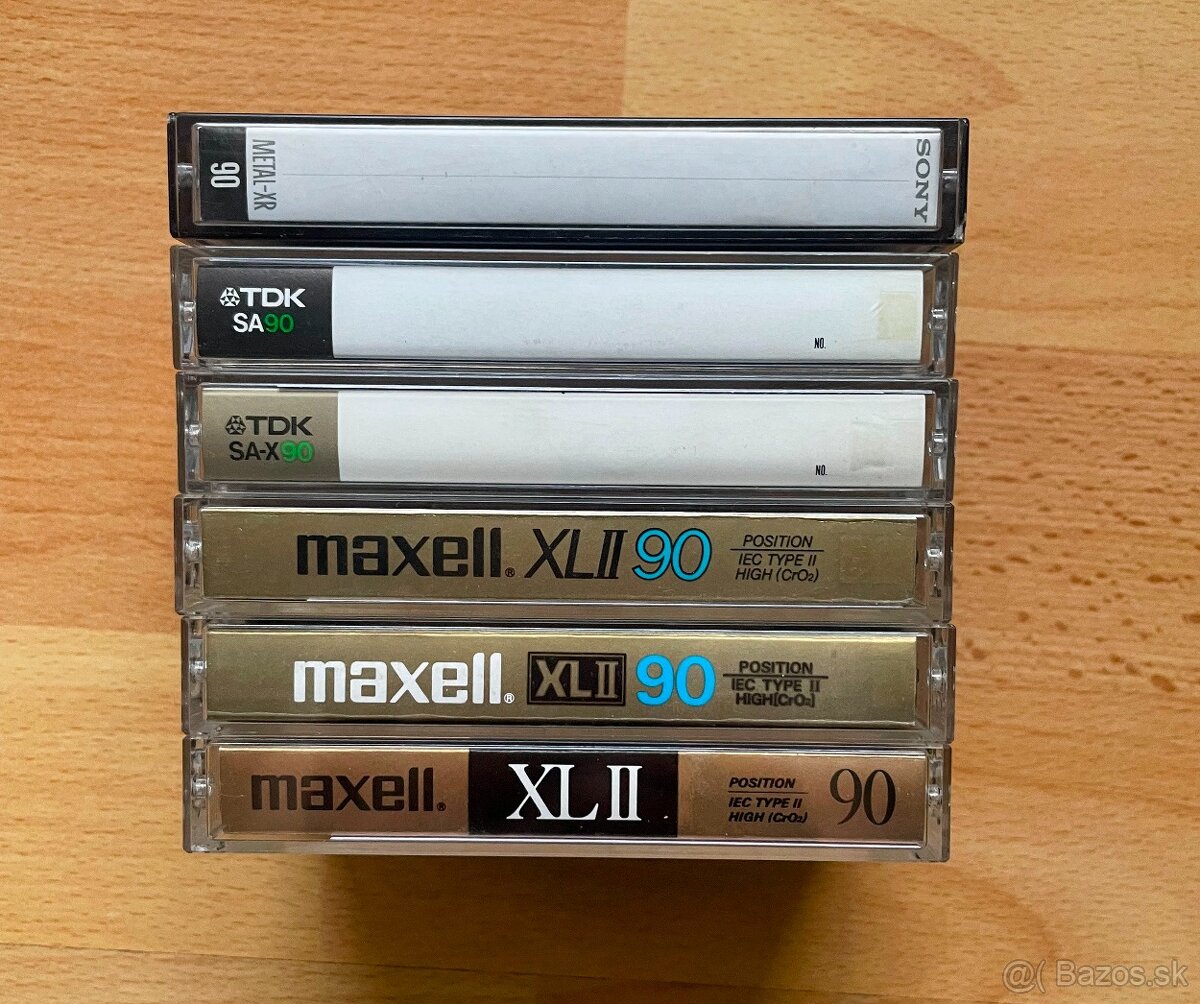 90 METAL-XR SONY
TDK
SA90
NO.
TDK
SA-X90
NO.
maxell® XLII 90 POSITION
IEC TYPE II
HIGH (CrO₂)
maxell® XLII 90 POSITION
IEC TYPE II
HIGH[CrO₂]
maxell® XLII POSITION
IEC TYPE II
HIGH (CrO₂)
90
@( Bazos.sk